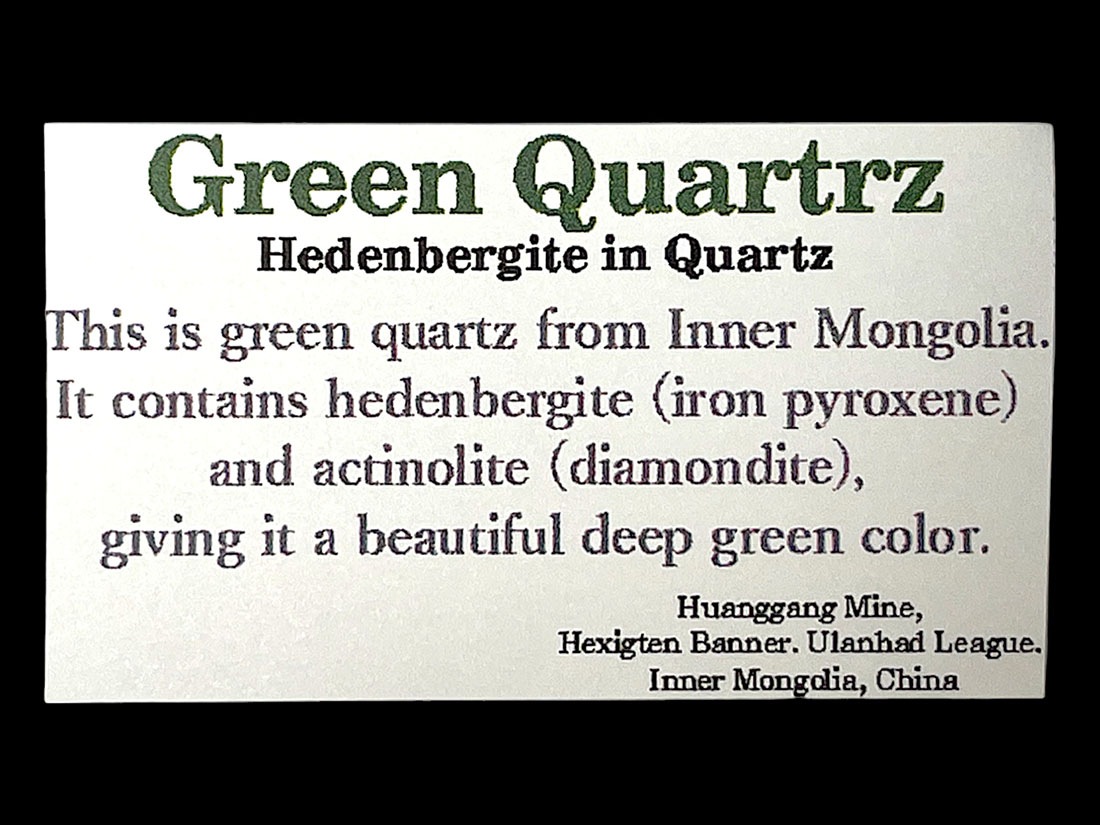 Green Quartrz
Hedenbergite in Quartz
This is green quartz from Inner Mongolia.
It contains hedenbergite (iron pyroxene)
and actinolite (diamondite),
giving it a beautiful deep green color.
Huanggang Mine,
Hexigten Banner. Ulanhad League.
Inner Mongolia, China